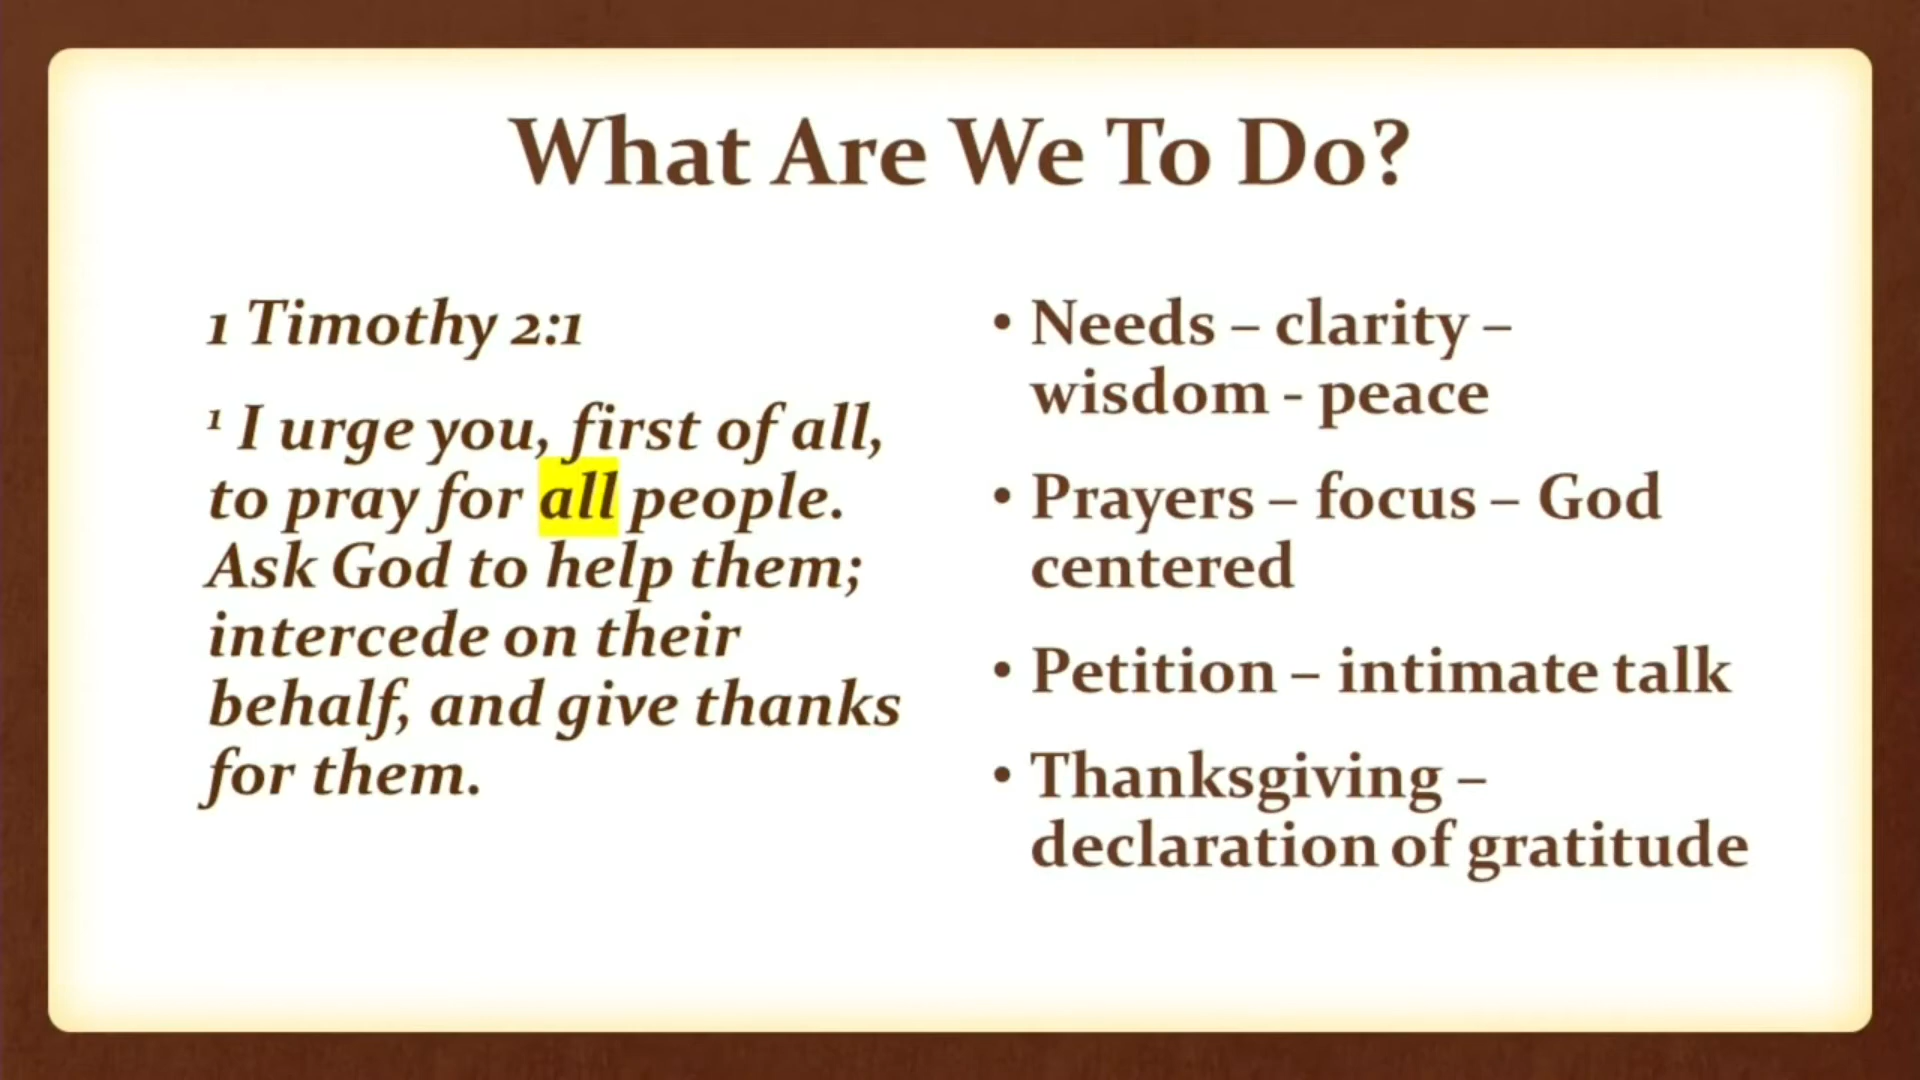 What Are We To Do?
1 Timothy 2:1
¹ I urge you, first of all,
to pray for all people.
Ask God to help them;
intercede on their
behalf, and give thanks
for them.
• Needs – clarity –
wisdom - peace
• Prayers – focus – God
centered
• Petition – intimate talk
• Thanksgiving –
declaration of gratitude